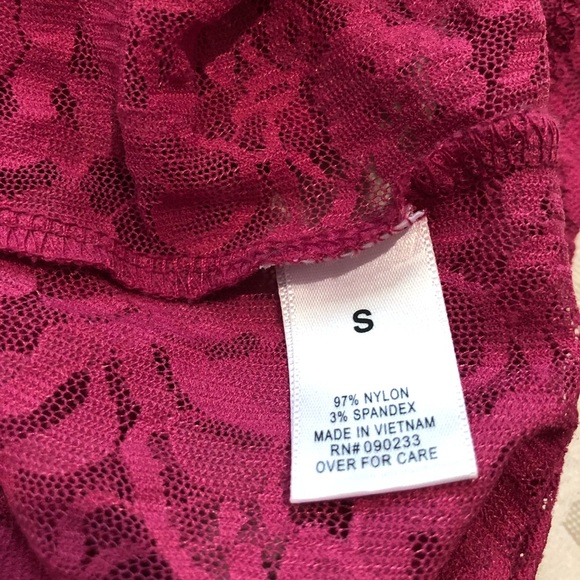 S
97% NYLON
3% SPANDEX
MADE IN VIETNAM
RN# 090233
OVER FOR CARE